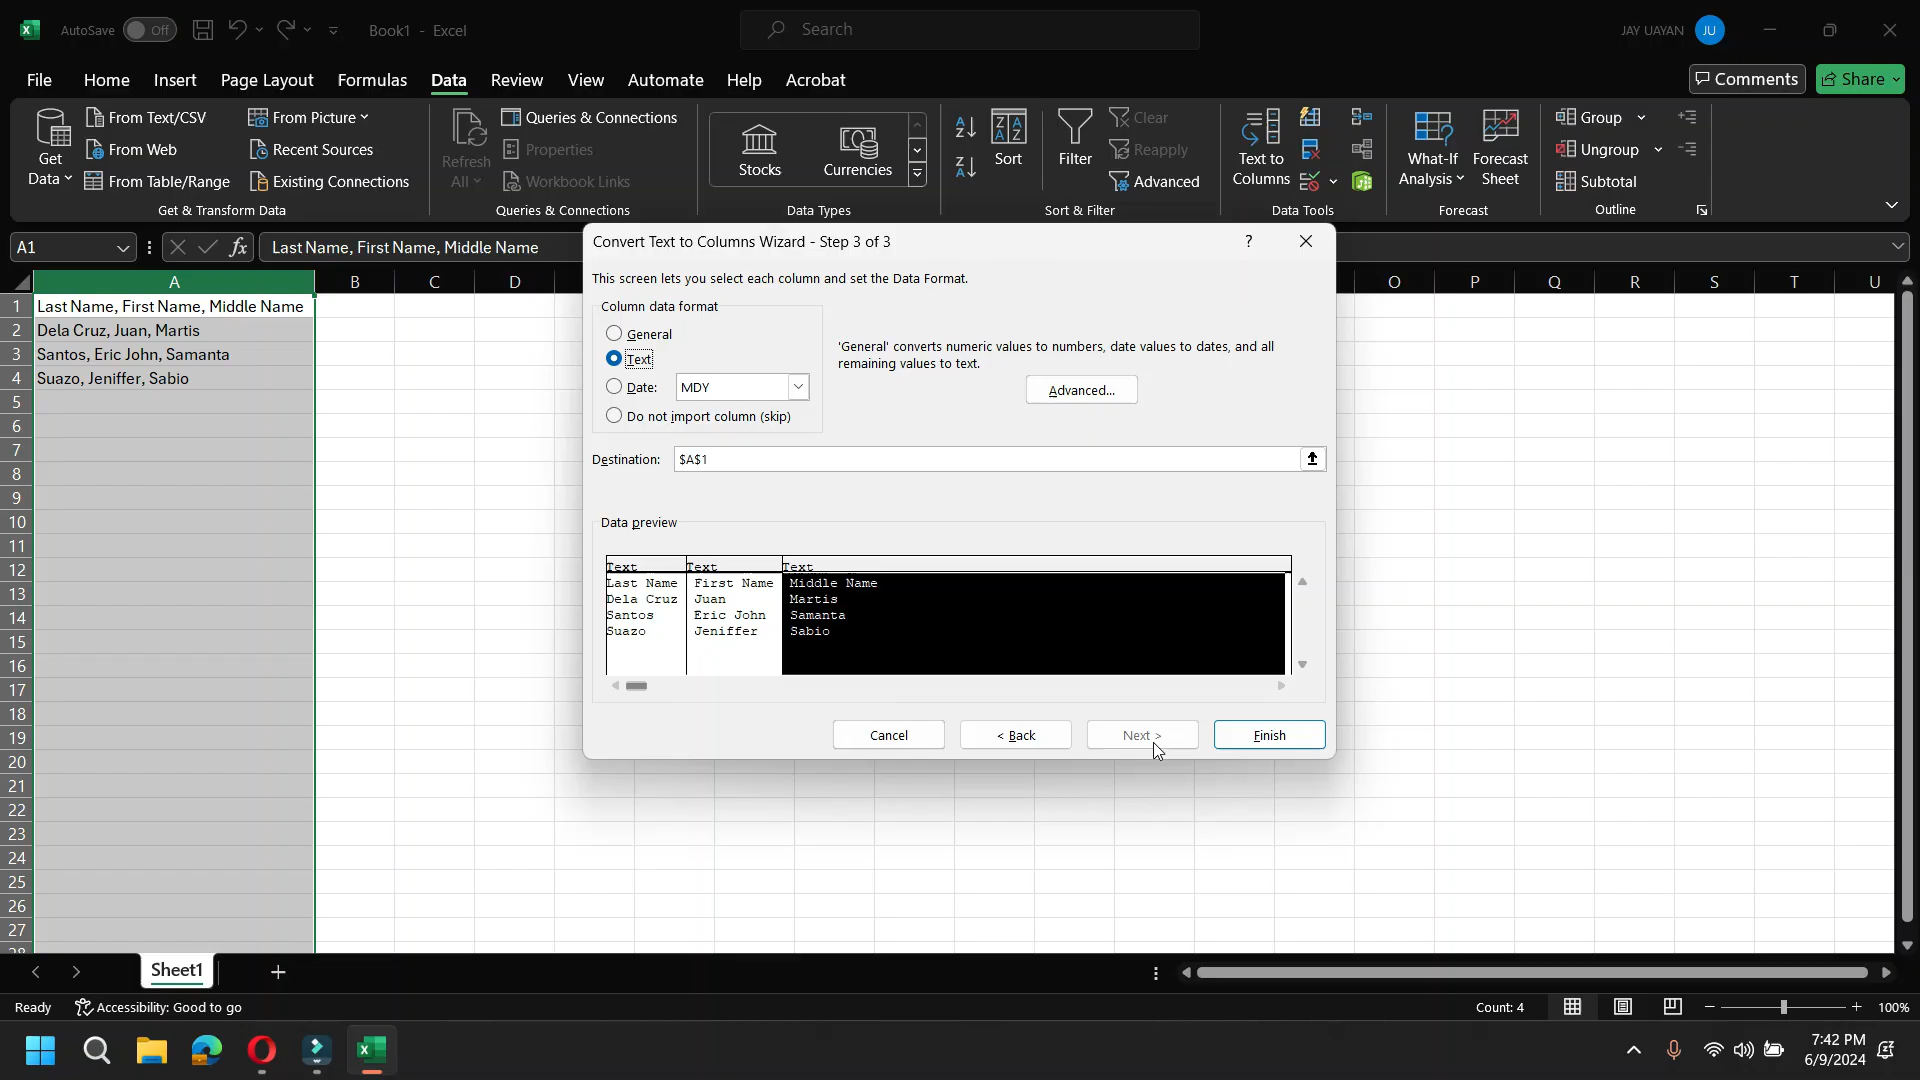 AutoSave Off Book1 - Excel Search JAY UAYAN JU
File Home Insert Page Layout Formulas Data Review View Automate Help Acrobat Comments Share
Get Data From Text/CSV From Picture Refresh All Queries & Connections Stocks Currencies Sort Filter Clear Text to Columns What-If Analysis Forecast Sheet Group
From Web Recent Sources Properties Reapply Ungroup
From Table/Range Existing Connections Workbook Links Advanced Subtotal
Get & Transform Data Queries & Connections Data Types Sort & Filter Data Tools Forecast Outline
A1 fx Last Name, First Name, Middle Name
A B C D O P Q R S T U
1 Last Name, First Name, Middle Name
2 Dela Cruz, Juan, Martis
3 Santos, Eric John, Samanta
4 Suazo, Jeniffer, Sabio
5
6
7
8
9
10
11
12
13
14
15
16
17
18
19
20
21
22
23
24
25
26
27
28
Convert Text to Columns Wizard - Step 3 of 3 ?
This screen lets you select each column and set the Data Format.
Column data format
General
Text
Date: MDY
Do not import column (skip)
'General' converts numeric values to numbers, date values to dates, and all
remaining values to text.
Advanced...
Destination: $A$1
Data preview
Text Text Text
Last Name First Name Middle Name
Dela Cruz Juan Martis
Santos Eric John Samanta
Suazo Jeniffer Sabio
Cancel < Back Next > Finish
Sheet1
Ready Accessibility: Good to go Count: 4 100%
7:42 PM
6/9/2024